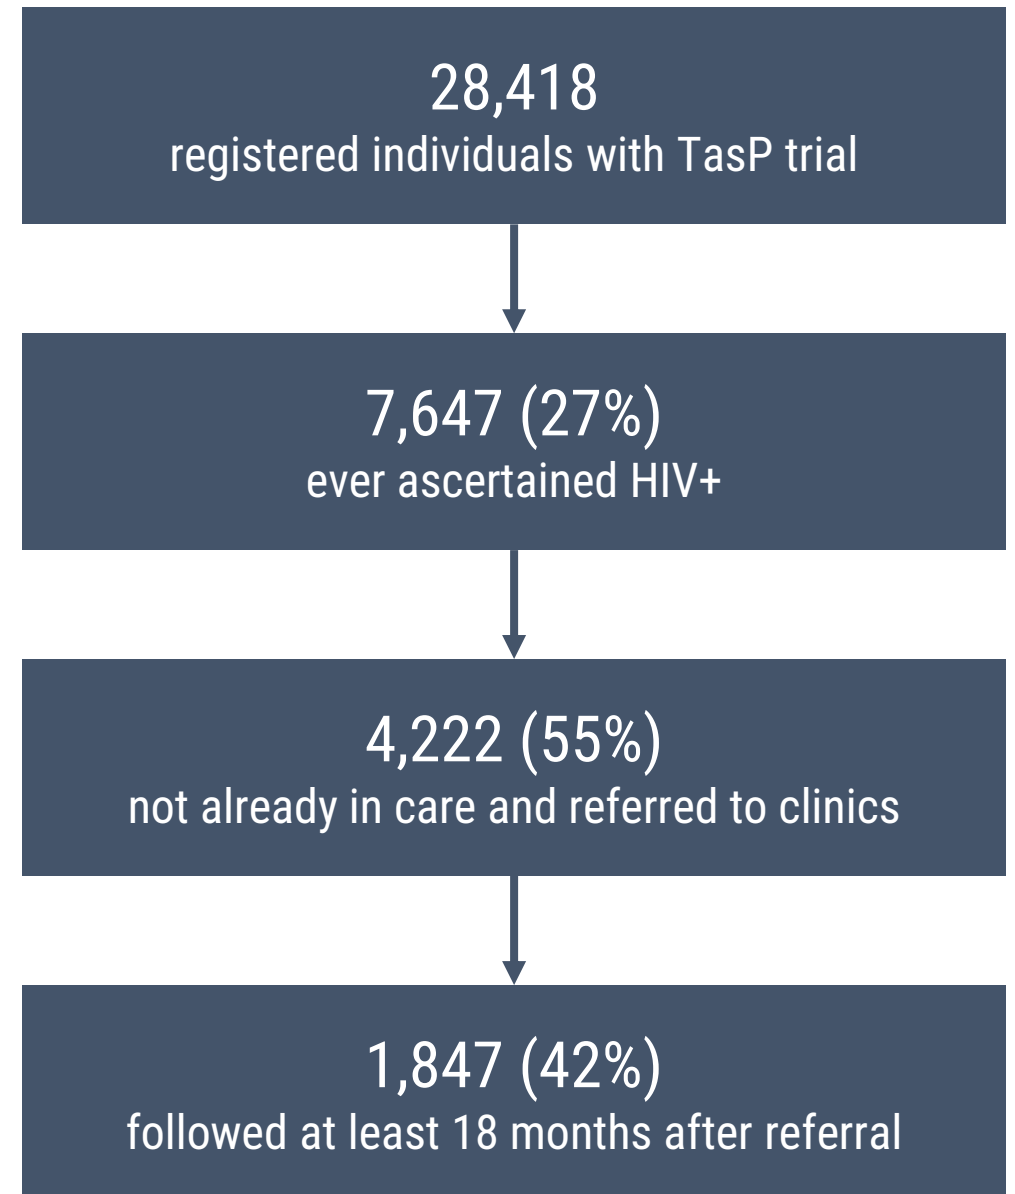 28,418
registered individuals with TasP trial
7,647 (27%)
ever ascertained HIV+
4,222 (55%)
not already in care and referred to clinics
1,847 (42%)
followed at least 18 months after referral